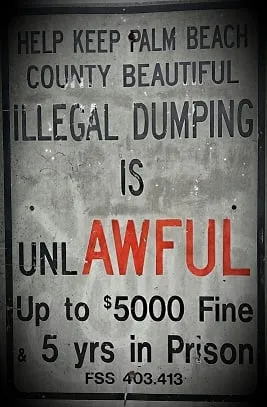 HELP KEEP PALM BEACH
COUNTY BEAUTIFUL
ILLEGAL DUMPING
IS
UNLAWFUL
Up to $5000 Fine
& 5 yrs in Prison
FSS 403.413